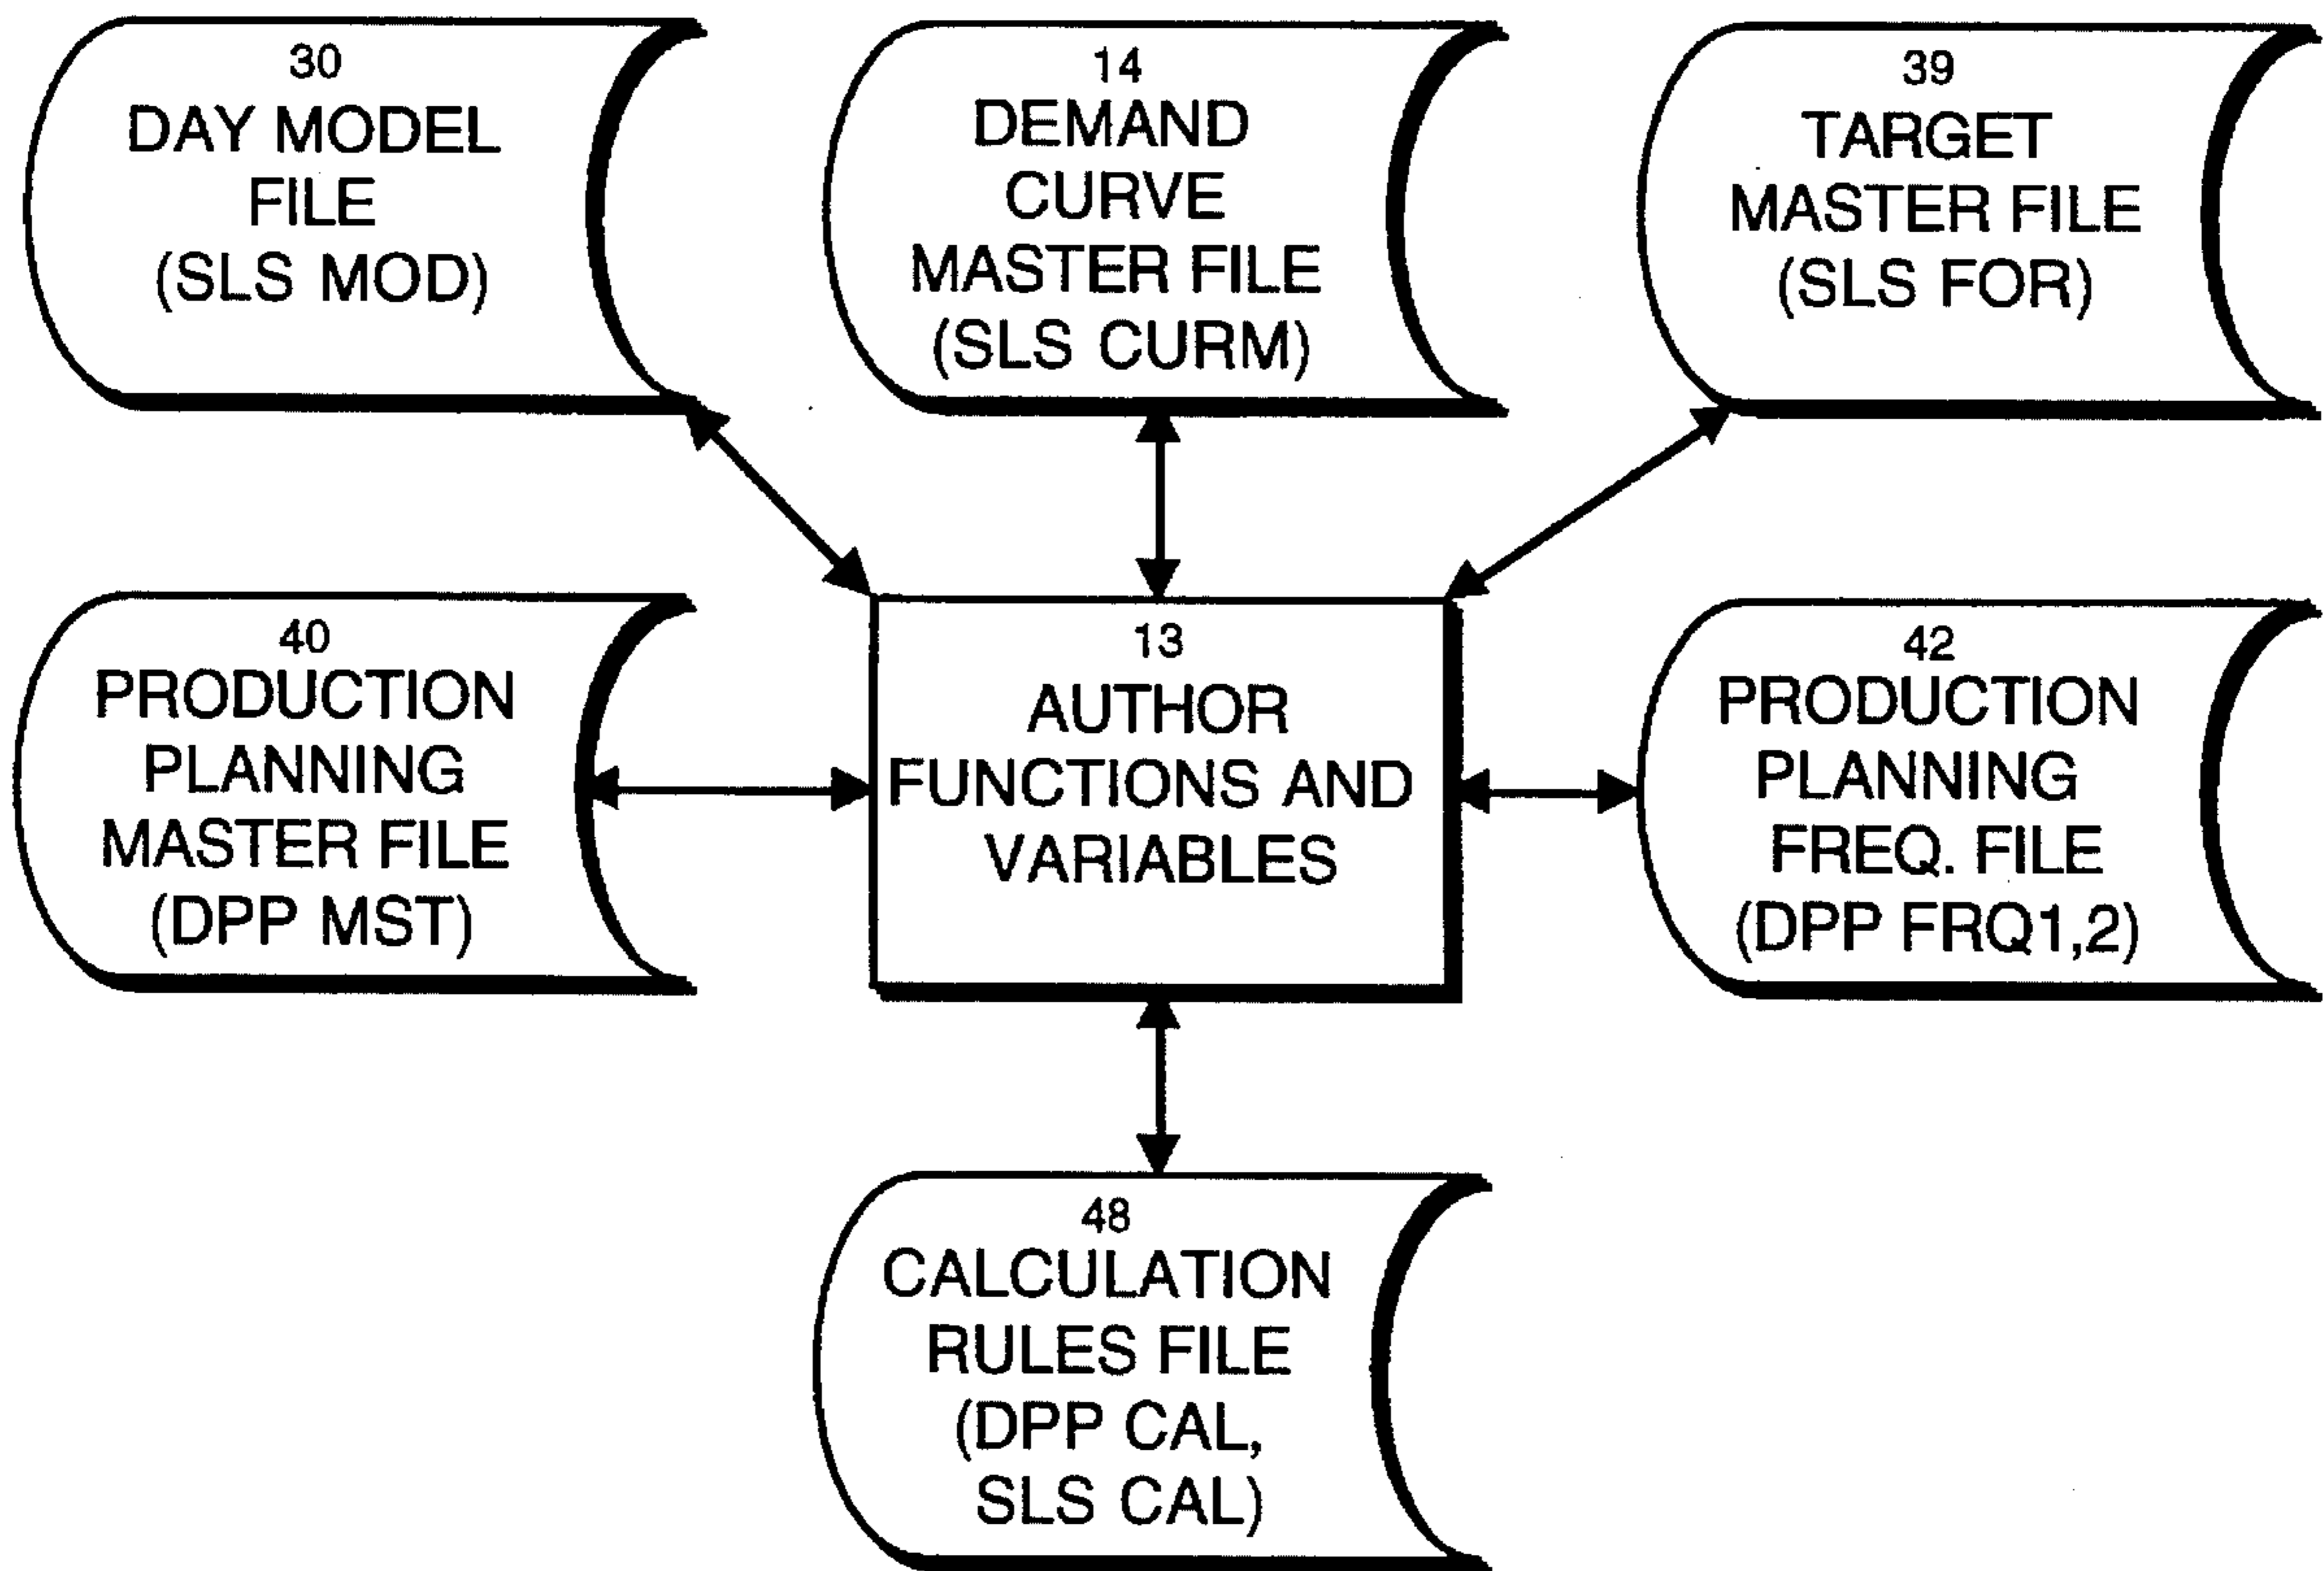 30
DAY MODEL
FILE
(SLS MOD)
14
DEMAND
CURVE
MASTER FILE
(SLS CURM)
39
TARGET
MASTER FILE
(SLS FOR)
40
PRODUCTION
PLANNING
MASTER FILE
(DPP MST)
13
AUTHOR
FUNCTIONS AND
VARIABLES
42
PRODUCTION
PLANNING
FREQ. FILE
(DPP FRQ1,2)
48
CALCULATION
RULES FILE
(DPP CAL,
SLS CAL)